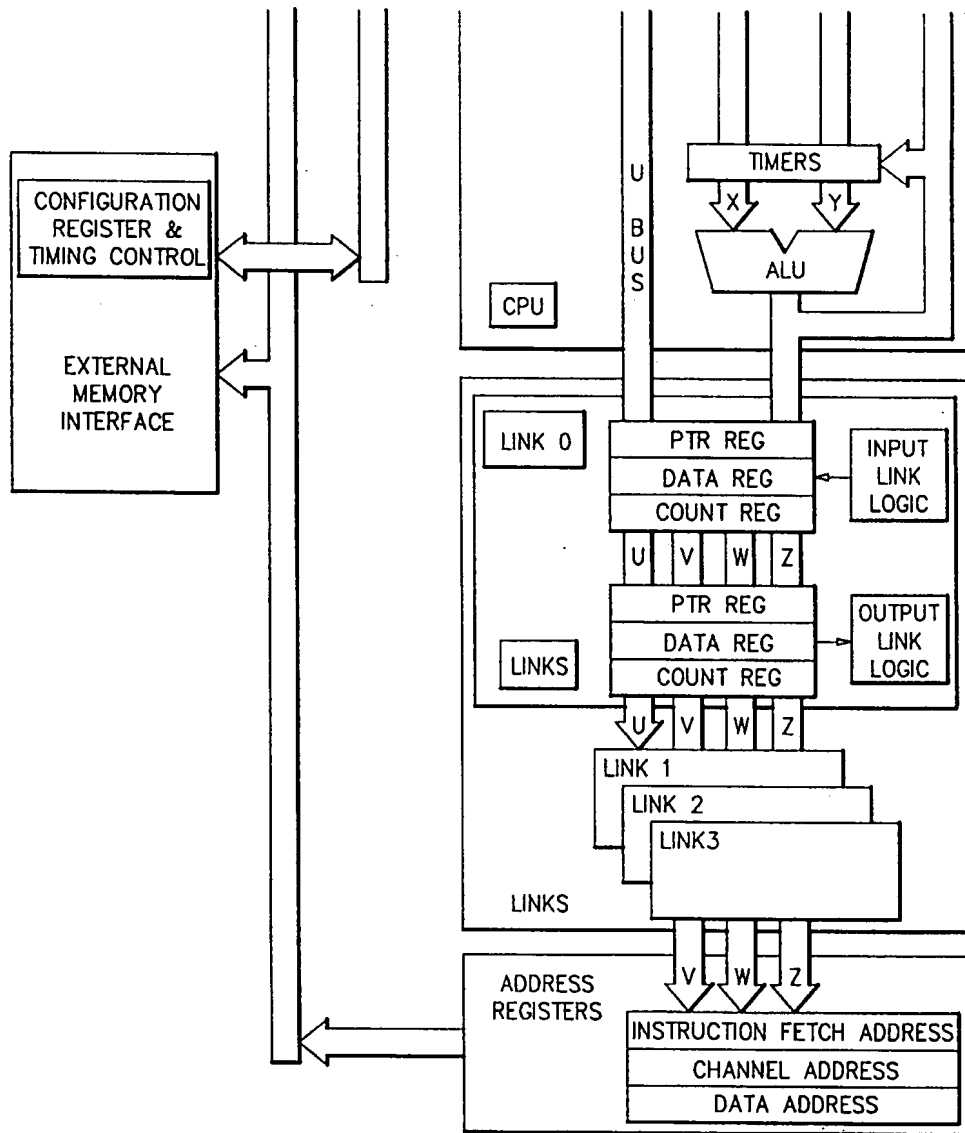 CONFIGURATION
REGISTER &
TIMING CONTROL
EXTERNAL
MEMORY
INTERFACE
U BUS
TIMERS
X
Y
ALU
CPU
LINK 0
PTR REG
DATA REG
COUNT REG
INPUT
LINK
LOGIC
U
V
W
Z
PTR REG
DATA REG
COUNT REG
OUTPUT
LINK
LOGIC
LINKS
U
V
W
Z
LINK 1
LINK 2
LINK3
LINKS
V
W
Z
ADDRESS
REGISTERS
INSTRUCTION FETCH ADDRESS
CHANNEL ADDRESS
DATA ADDRESS